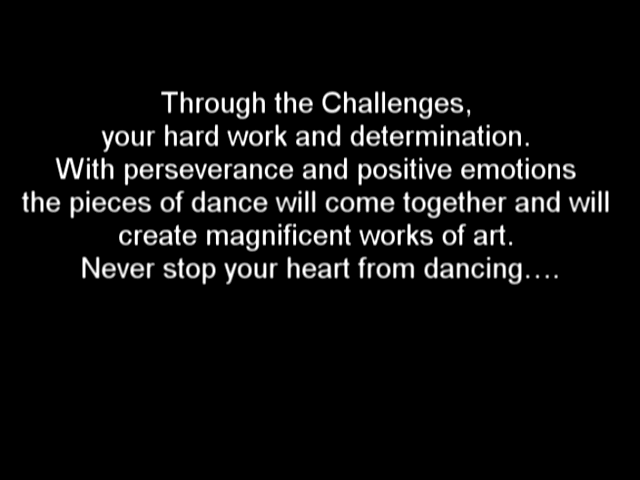 Through the Challenges,
your hard work and determination.
With perseverance and positive emotions
the pieces of dance will come together and will
create magnificent works of art.
Never stop your heart from dancing….